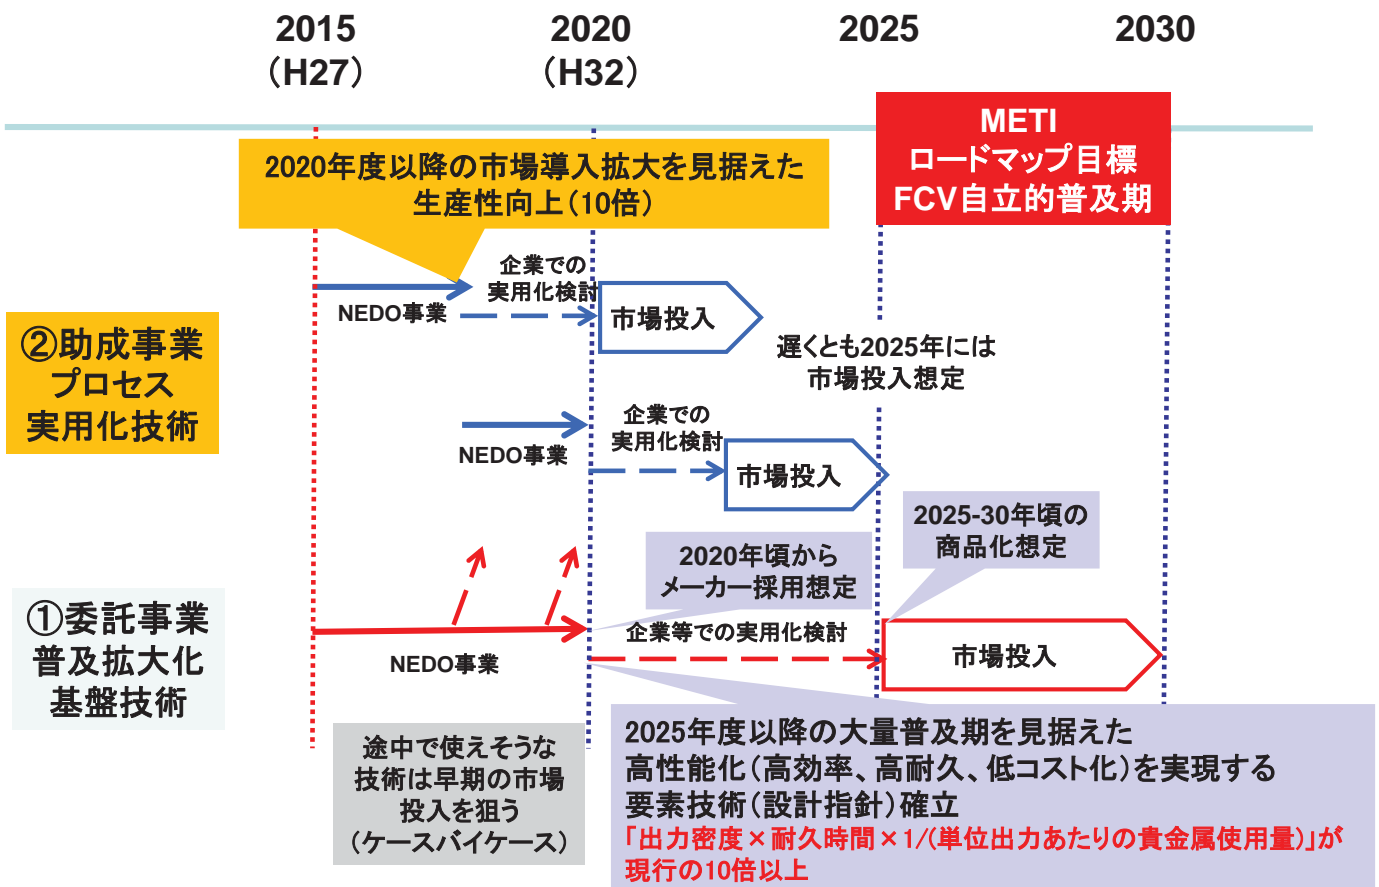 2015
（H27）
2020
（H32）
2025
2030
METI
ロードマップ目標
FCV自立的普及期
2020年度以降の市場導入拡大を見据えた
生産性向上（10倍）
②助成事業
プロセス
実用化技術
NEDO事業
企業での
実用化検討
市場投入
遅くとも2025年には
市場投入想定
NEDO事業
企業での
実用化検討
市場投入
2025-30年頃の
商品化想定
2020年頃から
メーカー採用想定
①委託事業
普及拡大化
基盤技術
NEDO事業
企業等での実用化検討
市場投入
途中で使えそうな
技術は早期の市場
投入を狙う
（ケースバイケース）
2025年度以降の大量普及期を見据えた
高性能化（高効率、高耐久、低コスト化）を実現する
要素技術（設計指針）確立
「出力密度×耐久時間×1/(単位出力あたりの貴金属使用量)」が
現行の10倍以上